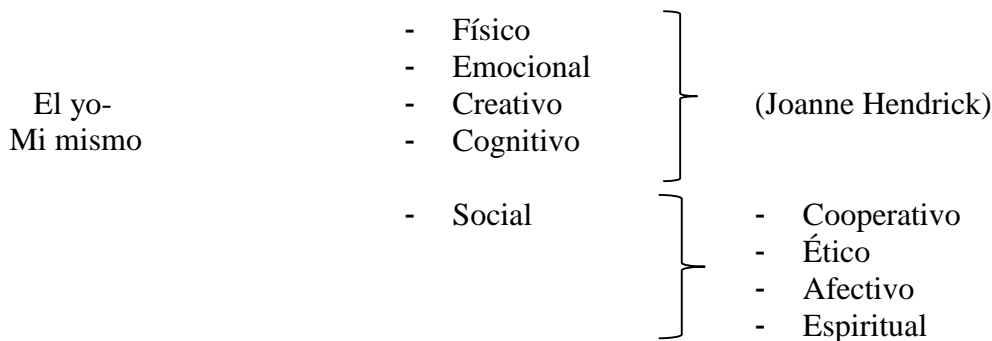 - Físico
- Emocional
El yo- - Creativo (Joanne Hendrick)
Mi mismo - Cognitivo
- Social - Cooperativo
- Ético
- Afectivo
- Espiritual